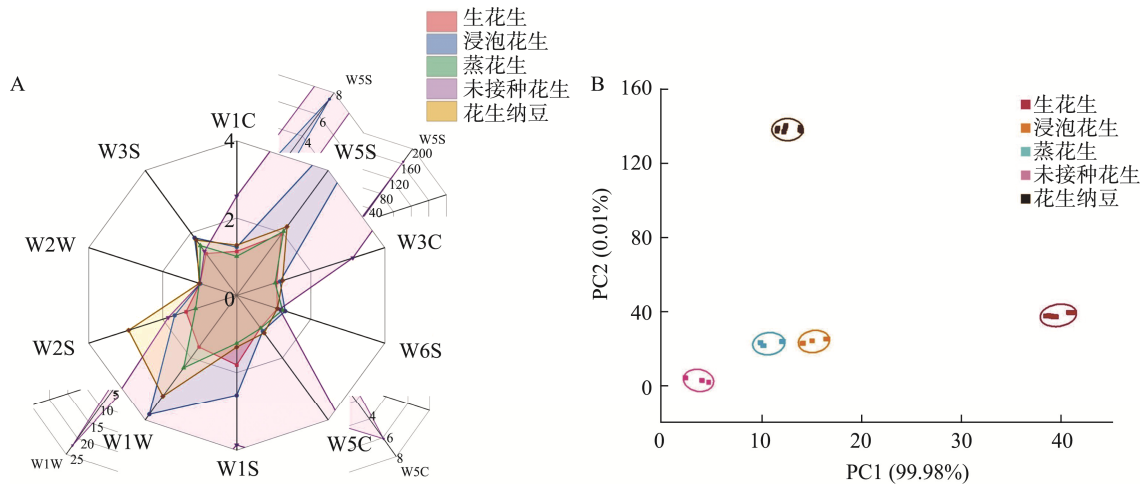 A
生花生
浸泡花生
蒸花生
未接种花生
花生纳豆
W1C
W5S
8
6
4
W5S
W5S
200
160
120
80
40
W3C
W6S
W5C
4
6
8
W5C
W1S
W1W
5
10
15
20
25
W1W
W2S
W2W
W3S
4
2
0
B
生花生
浸泡花生
蒸花生
未接种花生
花生纳豆
PC2 (0.01%)
160
120
80
40
0
0
10
20
30
40
PC1 (99.98%)